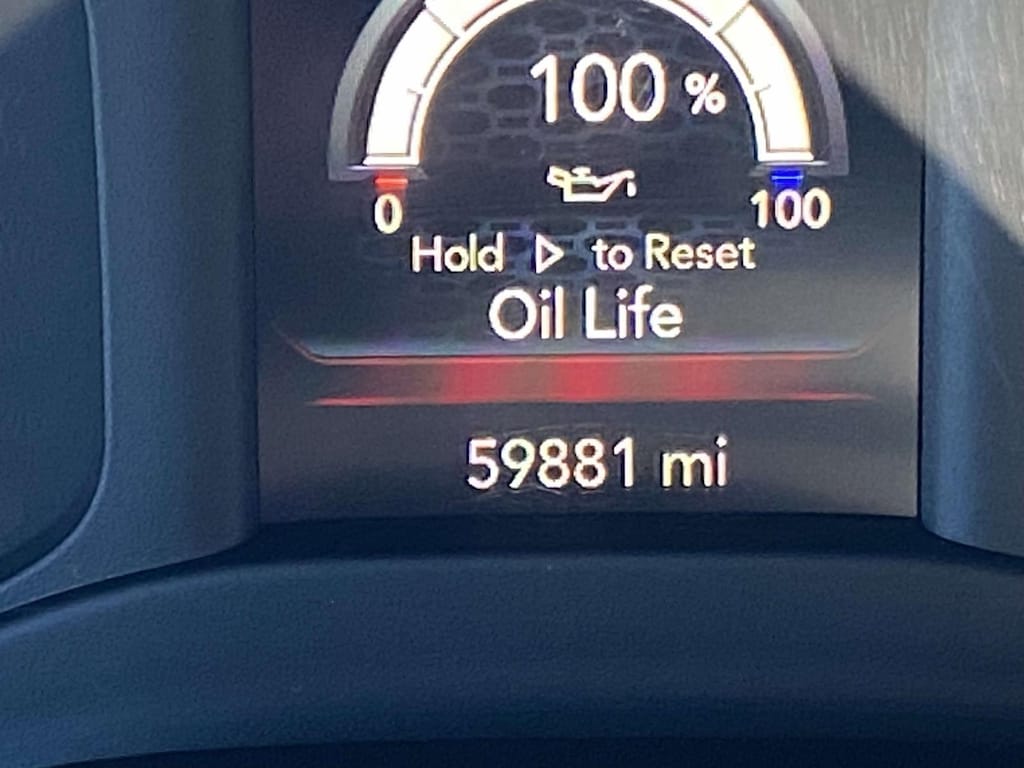 100 %
0 100
Hold ▷ to Reset
Oil Life
59881 mi